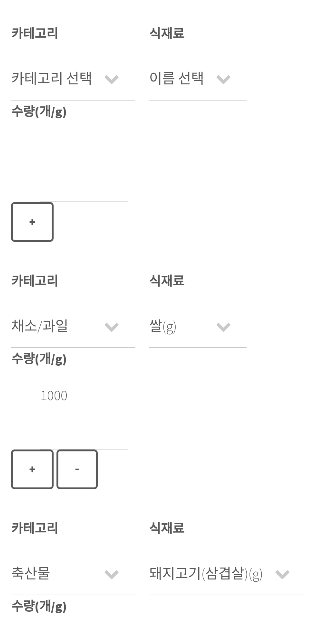 카테고리 식재료
카테고리 선택 이름 선택
수량(개/g)
+
카테고리 식재료
채소/과일 쌀(g)
수량(개/g)
1000
+ -
카테고리 식재료
축산물 돼지고기(삼겹살)(g)
수량(개/g)